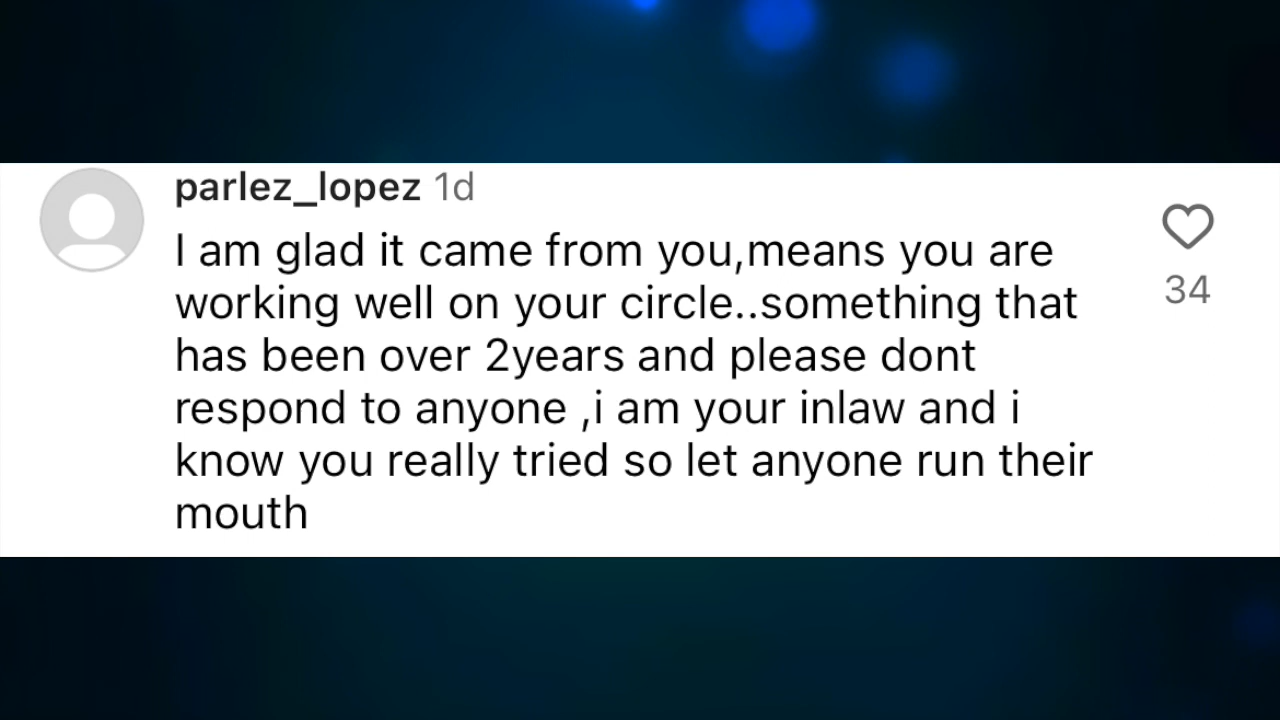 parlez_lopez 1d
I am glad it came from you,means you are
working well on your circle..something that
has been over 2years and please dont
respond to anyone ,i am your inlaw and i
know you really tried so let anyone run their
mouth
34